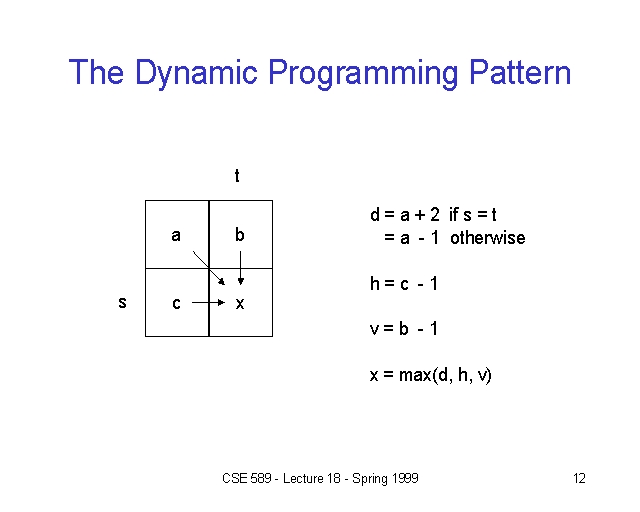 The Dynamic Programming Pattern
t
a b
s c x
d = a + 2 if s = t
= a - 1 otherwise
h = c - 1
v = b - 1
x = max(d, h, v)
CSE 589 - Lecture 18 - Spring 1999 12